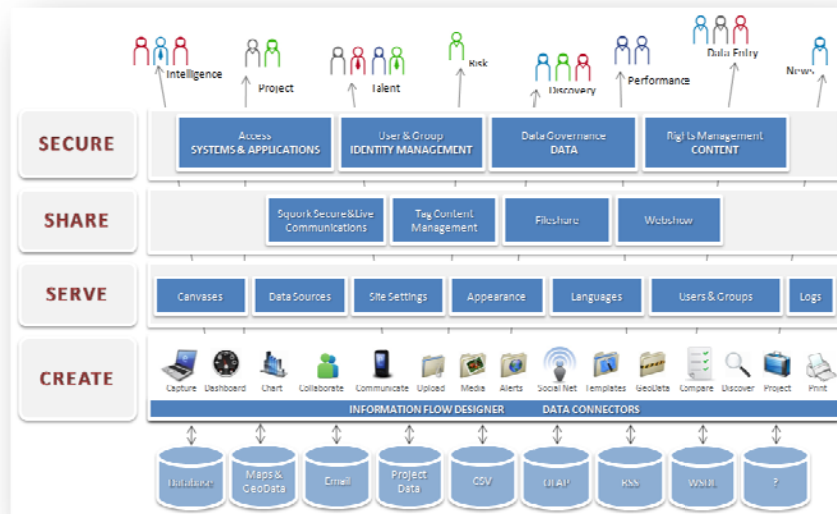 Intelligence
Project
Talent
Risk
Discovery
Performance
Data Entry
News
SECURE
Access
SYSTEMS & APPLICATIONS
User & Group
IDENTITY MANAGEMENT
Data Governance
DATA
Rights Management
CONTENT
SHARE
Squork Secure&Live
Communications
Tag Content
Management
Fileshare
Webshow
SERVE
Canvases
Data Sources
Site Settings
Appearance
Languages
Users & Groups
Logs
CREATE
Capture
Dashboard
Chart
Collaborate
Communicate
Upload
Media
Alerts
Social Net
Templates
GeoData
Compare
Discover
Project
Print
INFORMATION FLOW DESIGNER DATA CONNECTORS
Database
Maps &
GeoData
Email
Project
Data
CSV
OLAP
RSS
WSDL
?